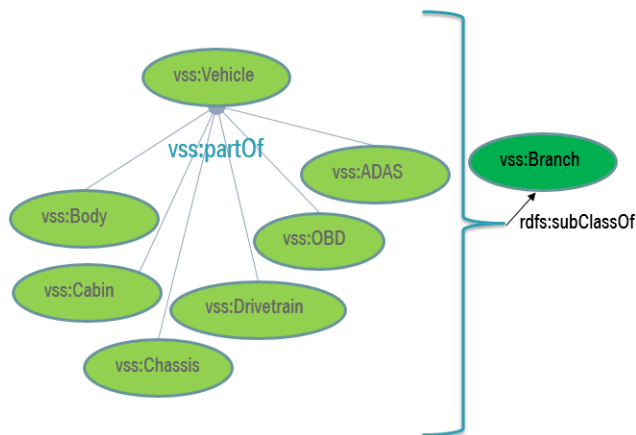 vss:Vehicle
vss:partOf
vss:ADAS
vss:Branch
vss:Body
rdfs:subClassOf
vss:OBD
vss:Cabin
vss:Drivetrain
vss:Chassis